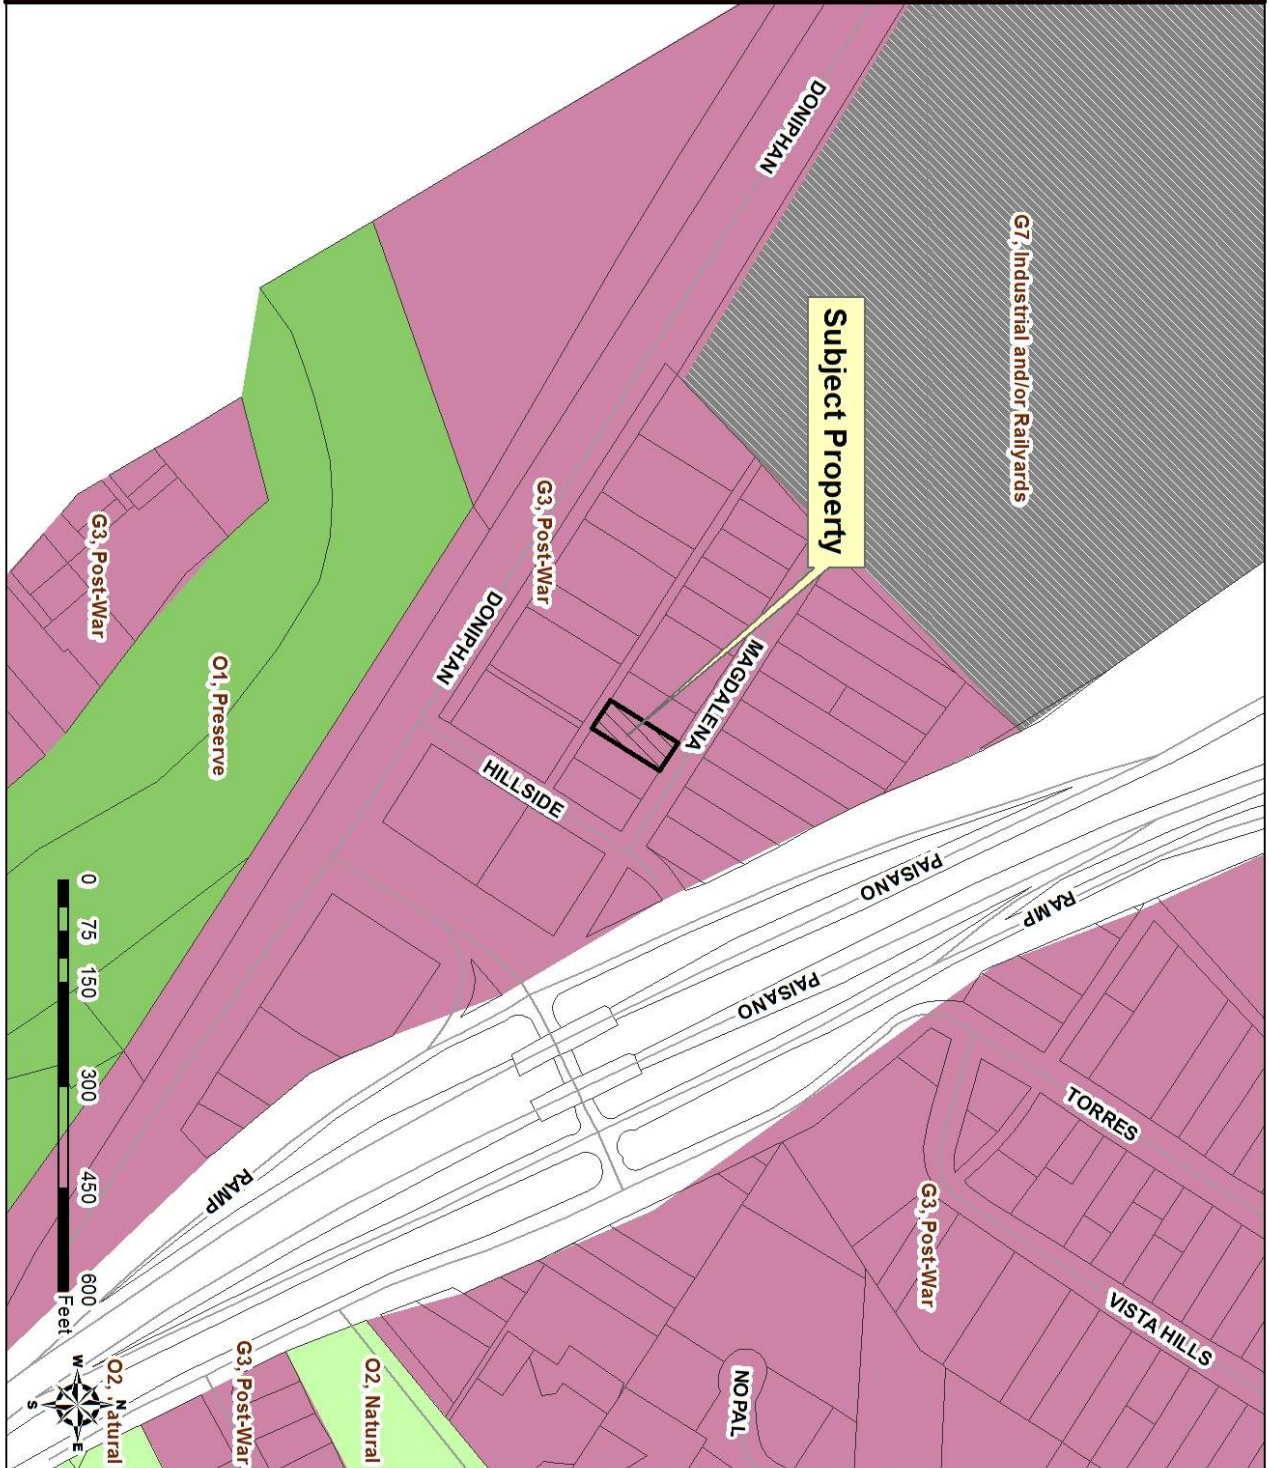 VISTA HILLS
TORRES
RAMP
G7, Industrial and/or Railyards
G3, Post-War
PAISANO
Subject Property
DONIPHAN
PAISANO
NOPAL
MAGDALENA
G3, Post-War
HILLSIDE
DONIPHAN
O2, Natural
G3, Post-War
RAMP
O1, Preserve
O2, Natural
G3, Post-War
0 75 150 300 450 600
Feet
N
W
E
S